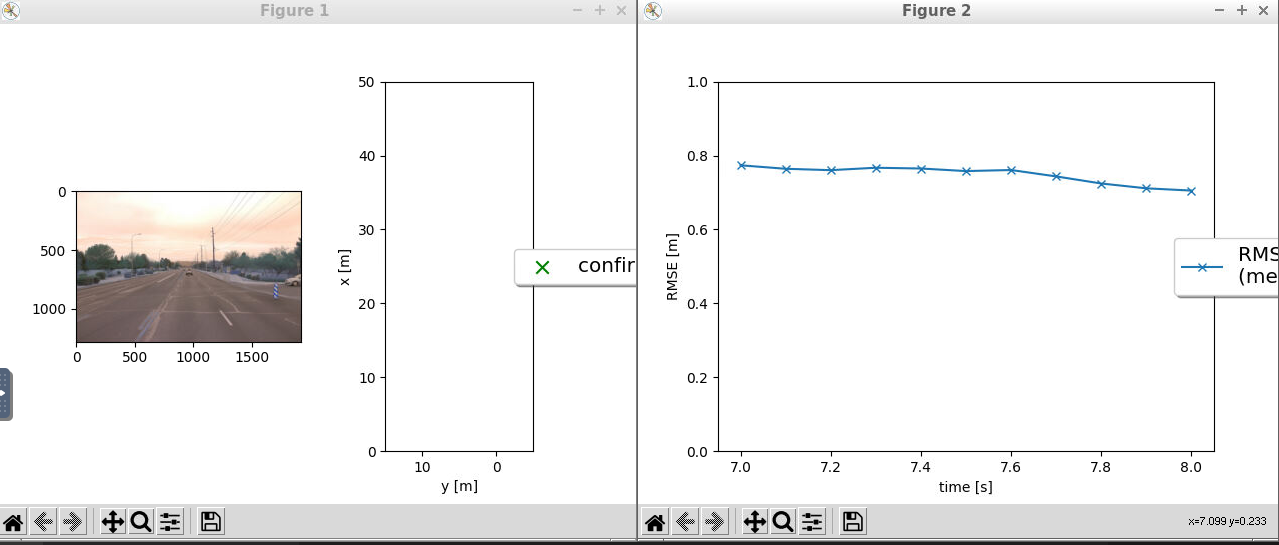 Figure 1
0
500
1000
0
500
1000
1500
50
40
30
20
10
0
x [m]
10
0
y [m]
confir
Figure 2
1.0
0.8
0.6
0.4
0.2
0.0
RMSE [m]
7.0
7.2
7.4
7.6
7.8
8.0
time [s]
RMS
(me
x=7.099 y=0.233